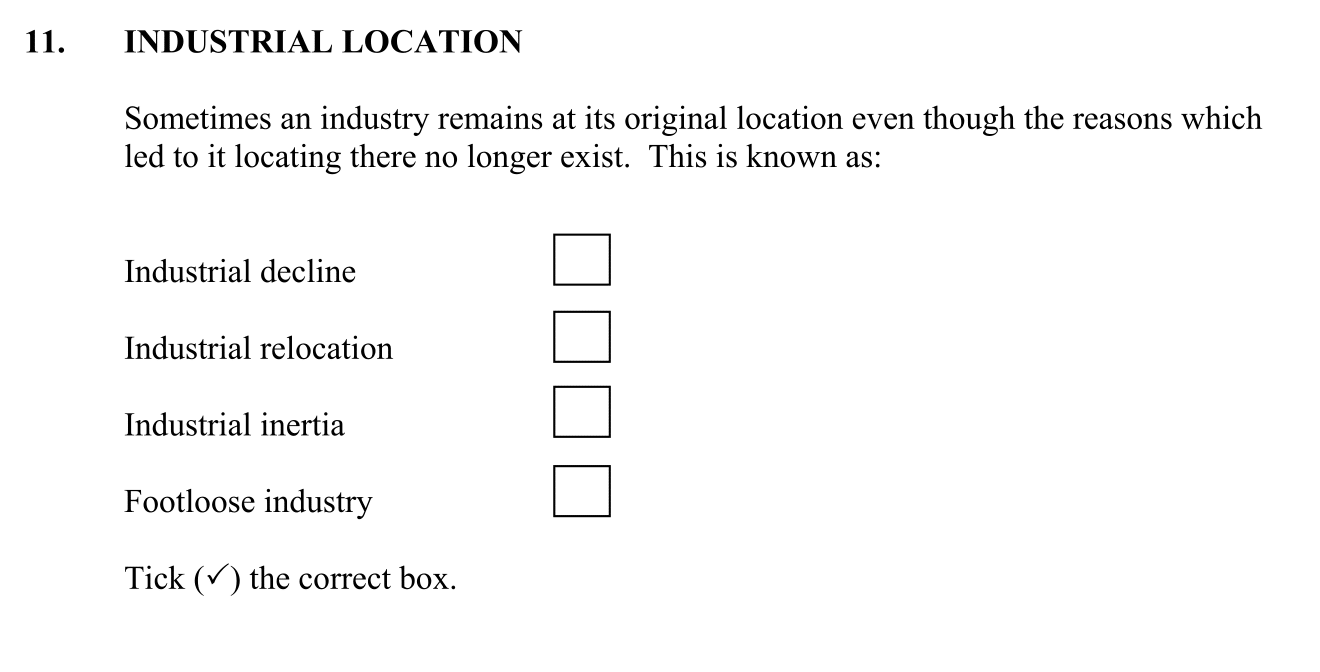 11. INDUSTRIAL LOCATION
Sometimes an industry remains at its original location even though the reasons which
led to it locating there no longer exist.  This is known as:
Industrial decline
Industrial relocation
Industrial inertia
Footloose industry
Tick (✓) the correct box.